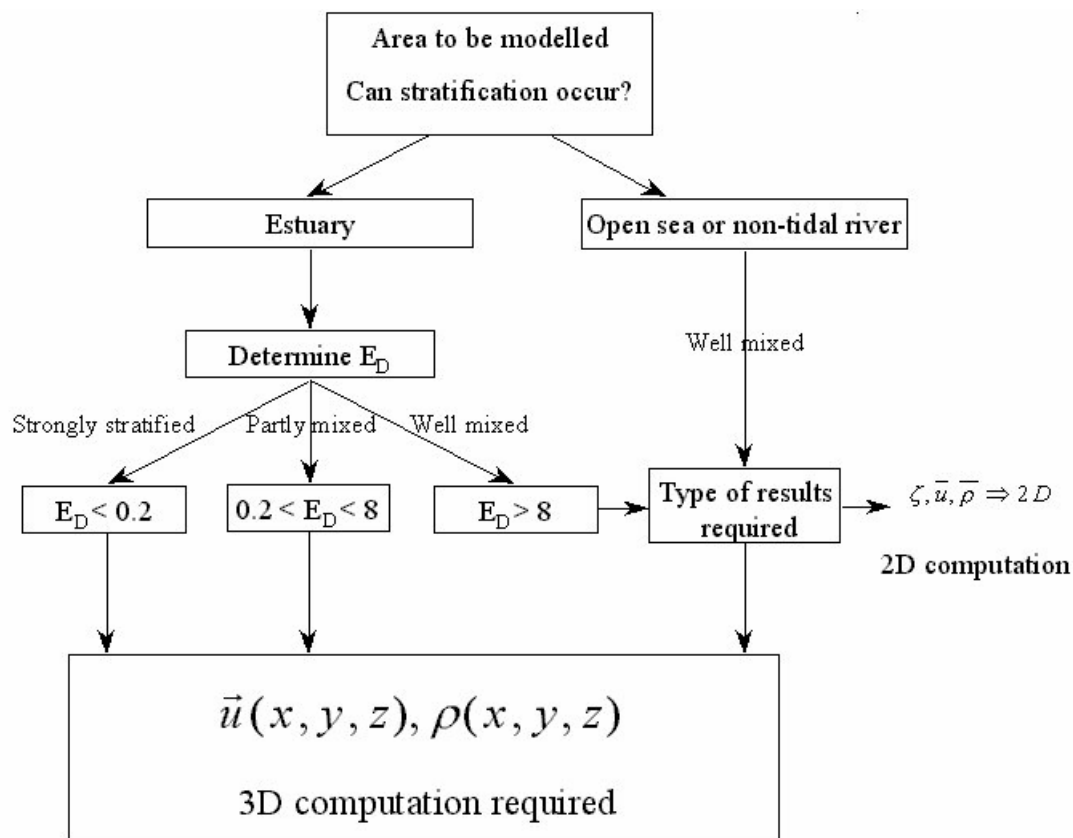 Area to be modelled
Can stratification occur?
Estuary
Open sea or non-tidal river
Well mixed
Determine E_D
Strongly stratified
Partly mixed
Well mixed
E_D < 0.2
0.2 < E_D < 8
E_D > 8
Type of results
required
ζ, u̅, ρ̅ ⇒ 2D
2D computation
u⃗(x, y, z), ρ(x, y, z)
3D computation required